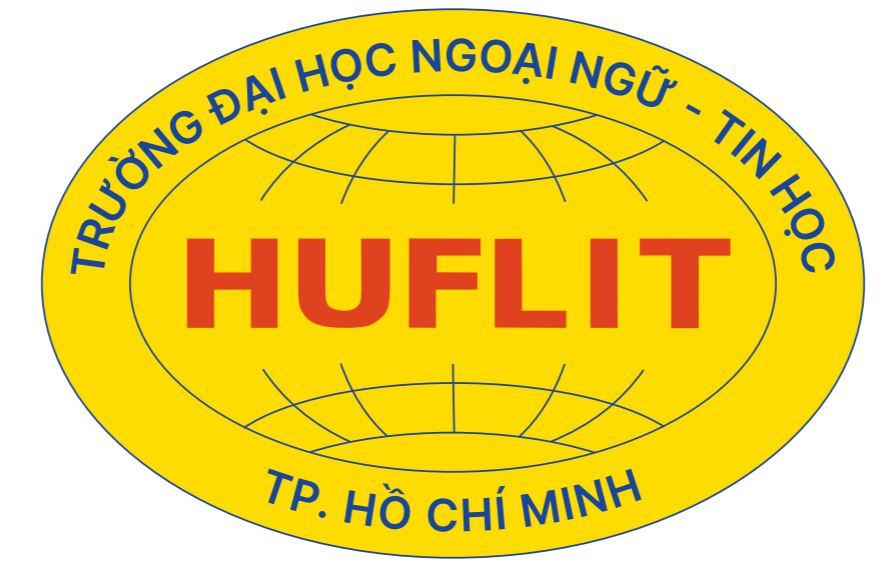 TRƯỜNG ĐẠI HỌC NGOẠI NGỮ - TIN HỌC
HUFLIT
TP. HỒ CHÍ MINH